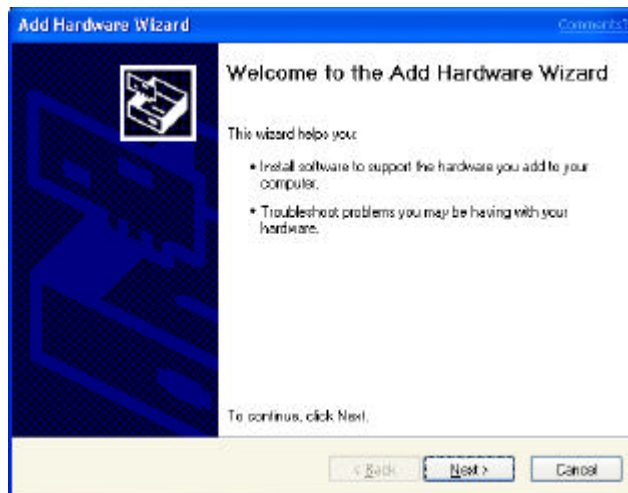 Add Hardware Wizard
Comments?
Welcome to the Add Hardware Wizard
This wizard helps you:
• Install software to support the hardware you add to your
computer.
• Troubleshoot problems you may be having with your
hardware.
To continue, click Next.
< Back
Next >
Cancel